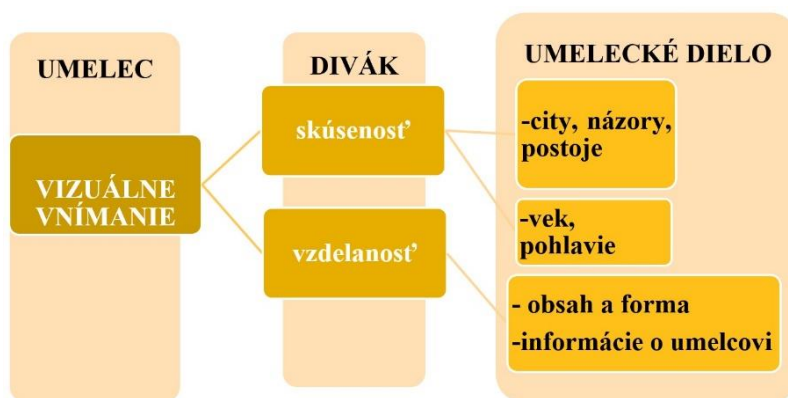 UMELEC
VIZUÁLNE
VNÍMANIE
DIVÁK
skúsenosť
vzdelanosť
UMELECKÉ DIELO
-city, názory,
postoje
-vek,
pohlavie
- obsah a forma
-informácie o umelcovi